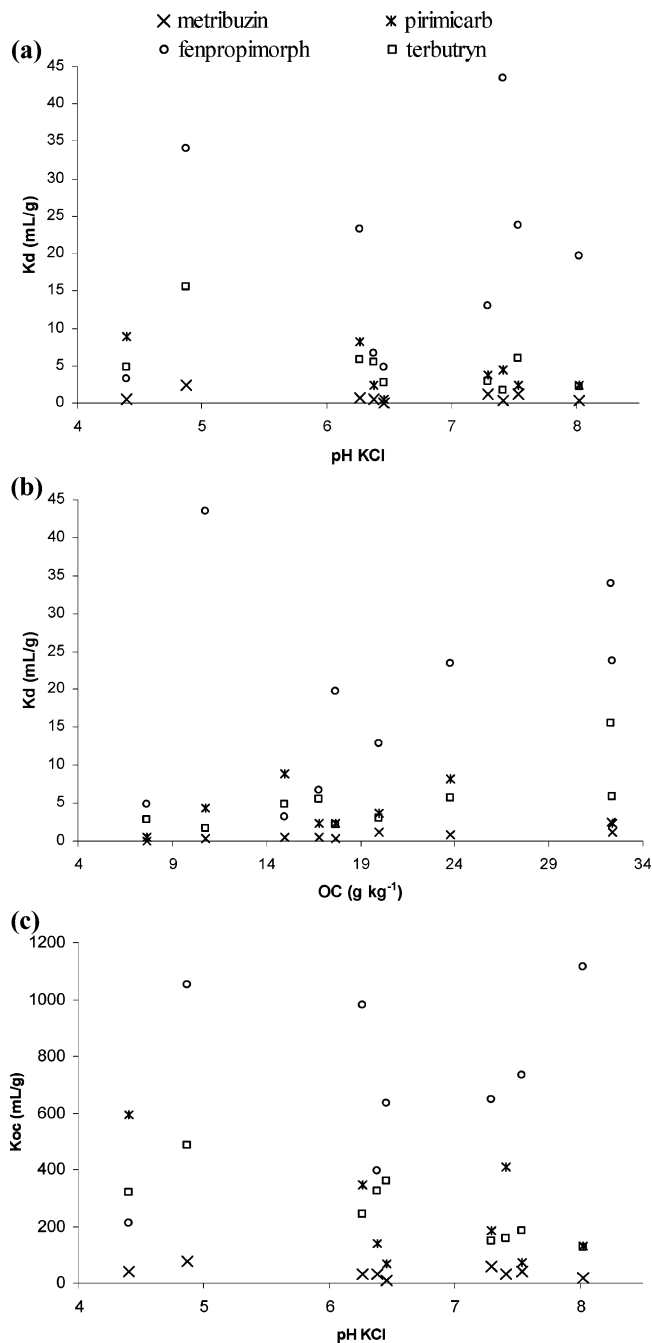 metribuzin pirimicarb
fenpropimorph terbutryn
(a)
45
40
35
30
25
20
15
10
5
0
Kd (mL/g)
4 5 6 7 8
pH KCl
(b)
45
40
35
30
25
20
15
10
5
0
Kd (mL/g)
4 9 14 19 24 29 34
OC (g kg⁻¹)
(c)
1200
1000
800
600
400
200
0
Koc (mL/g)
4 5 6 7 8
pH KCl